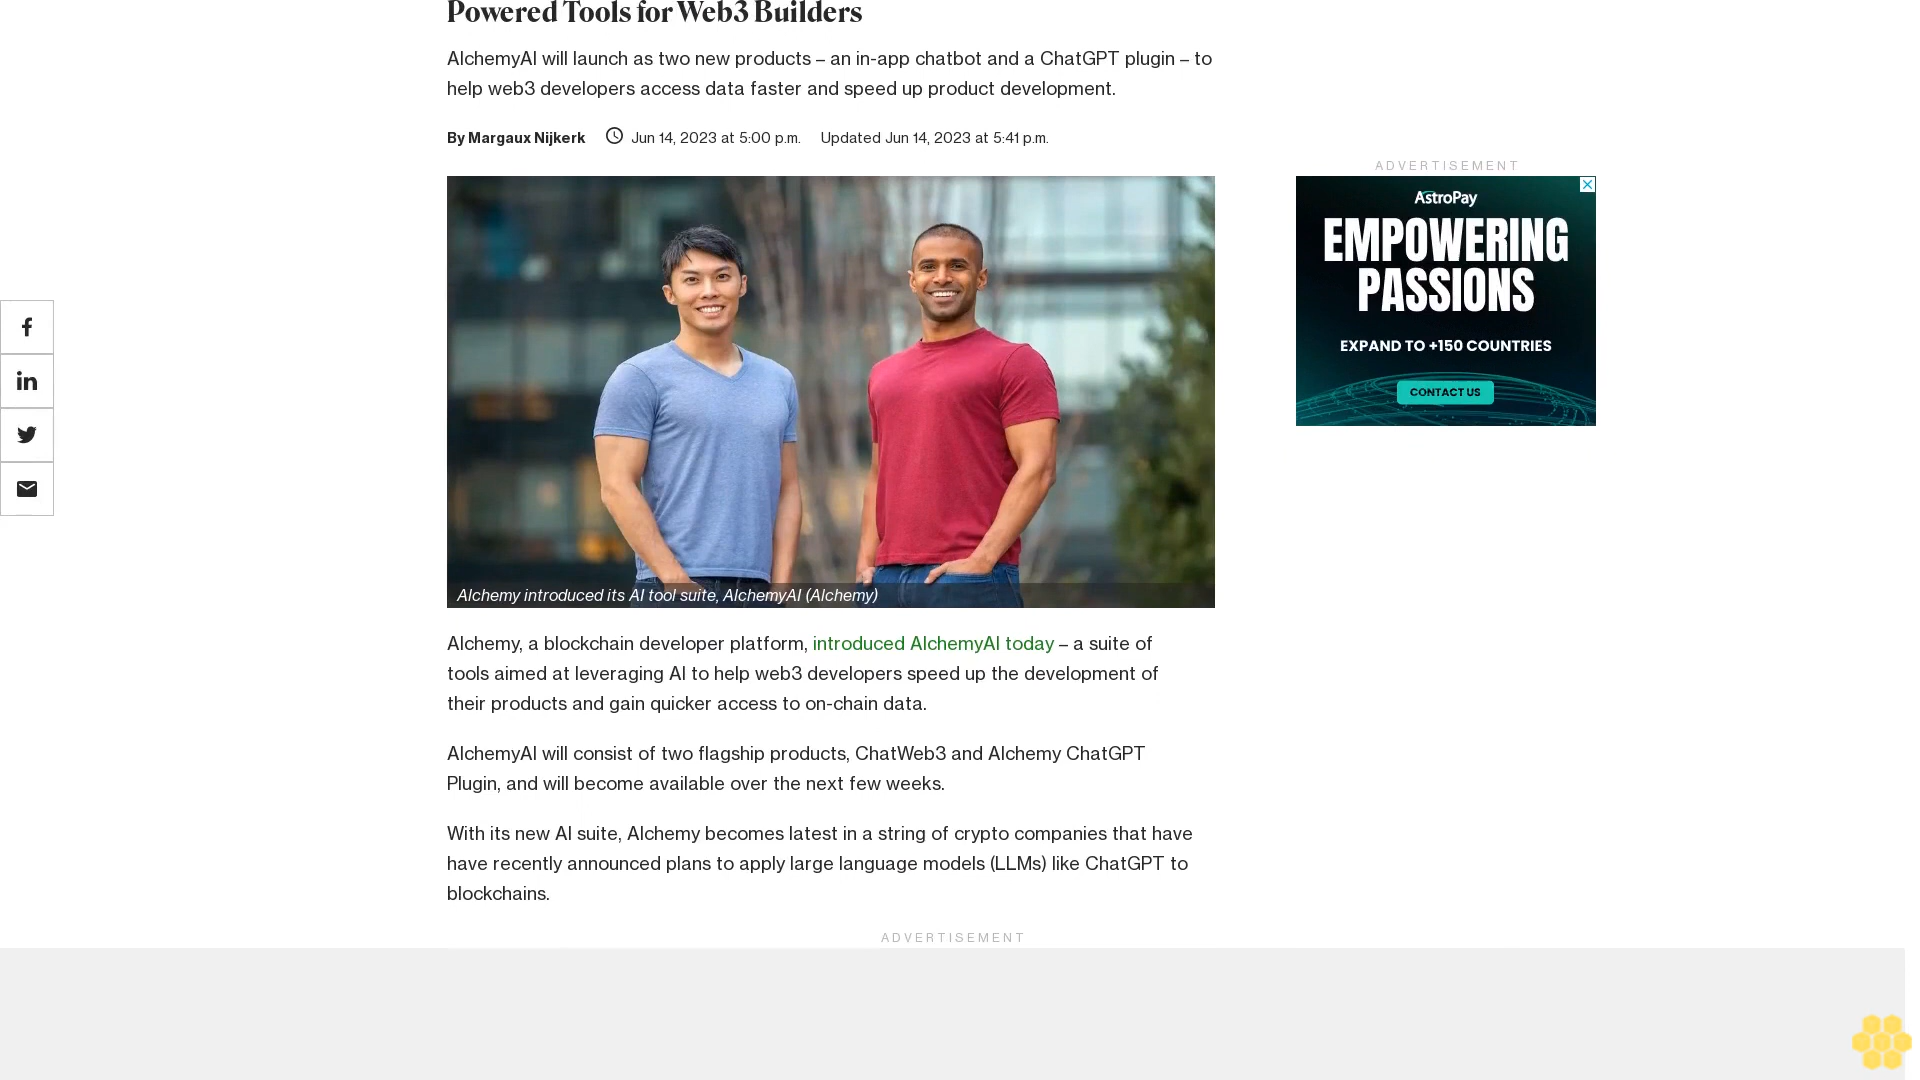 Powered Tools for Web3 Builders
AlchemyAI will launch as two new products – an in-app chatbot and a ChatGPT plugin – to
help web3 developers access data faster and speed up product development.
By Margaux Nijkerk Jun 14, 2023 at 5:00 p.m. Updated Jun 14, 2023 at 5:41 p.m.
ADVERTISEMENT
AstroPay
EMPOWERING
PASSIONS
EXPAND TO +150 COUNTRIES
CONTACT US
Alchemy introduced its AI tool suite, AlchemyAI (Alchemy)
Alchemy, a blockchain developer platform, introduced AlchemyAI today – a suite of
tools aimed at leveraging AI to help web3 developers speed up the development of
their products and gain quicker access to on-chain data.
AlchemyAI will consist of two flagship products, ChatWeb3 and Alchemy ChatGPT
Plugin, and will become available over the next few weeks.
With its new AI suite, Alchemy becomes latest in a string of crypto companies that have
have recently announced plans to apply large language models (LLMs) like ChatGPT to
blockchains.
ADVERTISEMENT